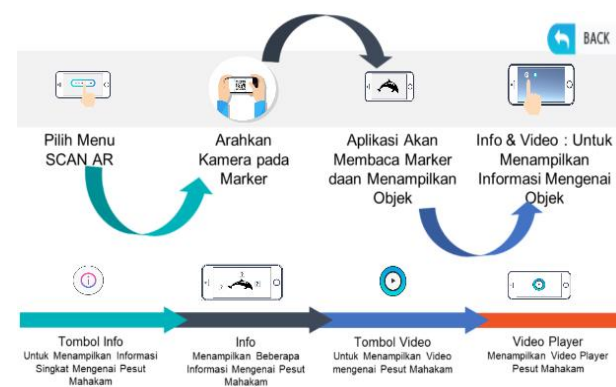 BACK
Pilih Menu
SCAN AR
Arahkan
Kamera pada
Marker
Aplikasi Akan
Membaca Marker
daan Menampilkan
Objek
Info & Video : Untuk
Menampilkan
Informasi Mengenai
Objek
Tombol Info
Untuk Menampilkan Informasi
Singkat Mengenai Pesut
Mahakam
Info
Menampilkan Beberapa
Informasi Mengenai Pesut
Mahakam
Tombol Video
Untuk Menampilkan Video
mengenai Pesut Mahakam
Video Player
Menampilkan Video Player
Pesut Mahakam